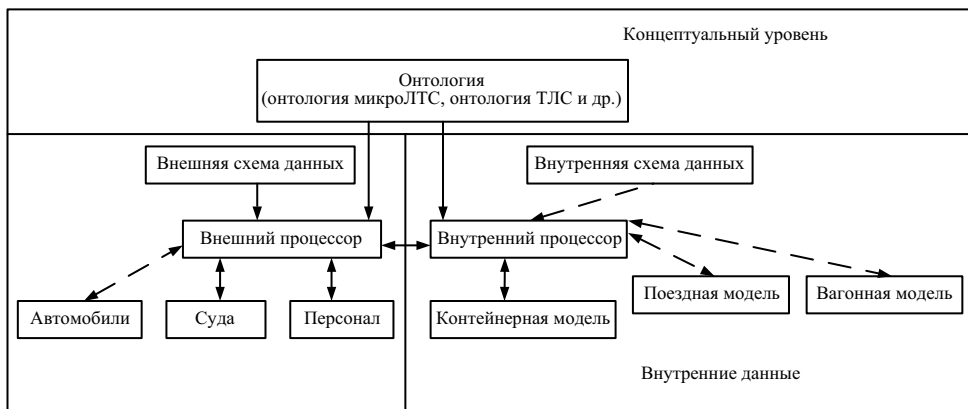 Концептуальный уровень
Онтология
(онтология микроЛТС, онтология ТЛС и др.)
Внешняя схема данных
Внутренняя схема данных
Внешний процессор
Внутренний процессор
Автомобили
Суда
Персонал
Контейнерная модель
Поездная модель
Вагонная модель
Внутренние данные